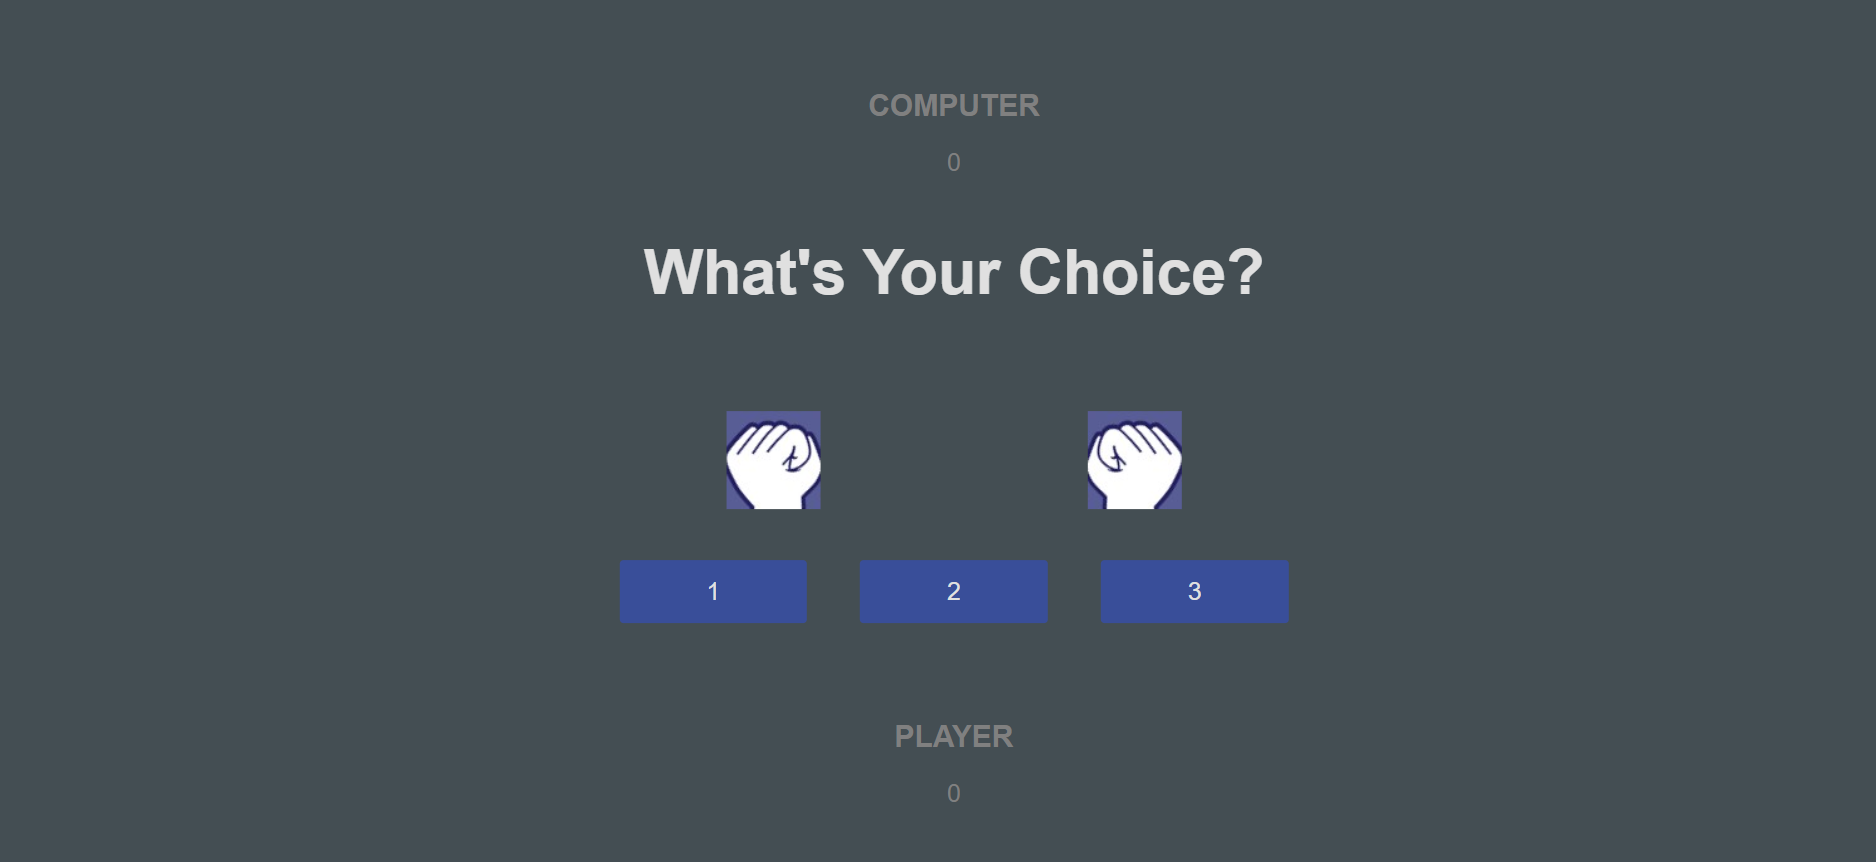 COMPUTER
0
What's Your Choice?
1 2 3
PLAYER
0